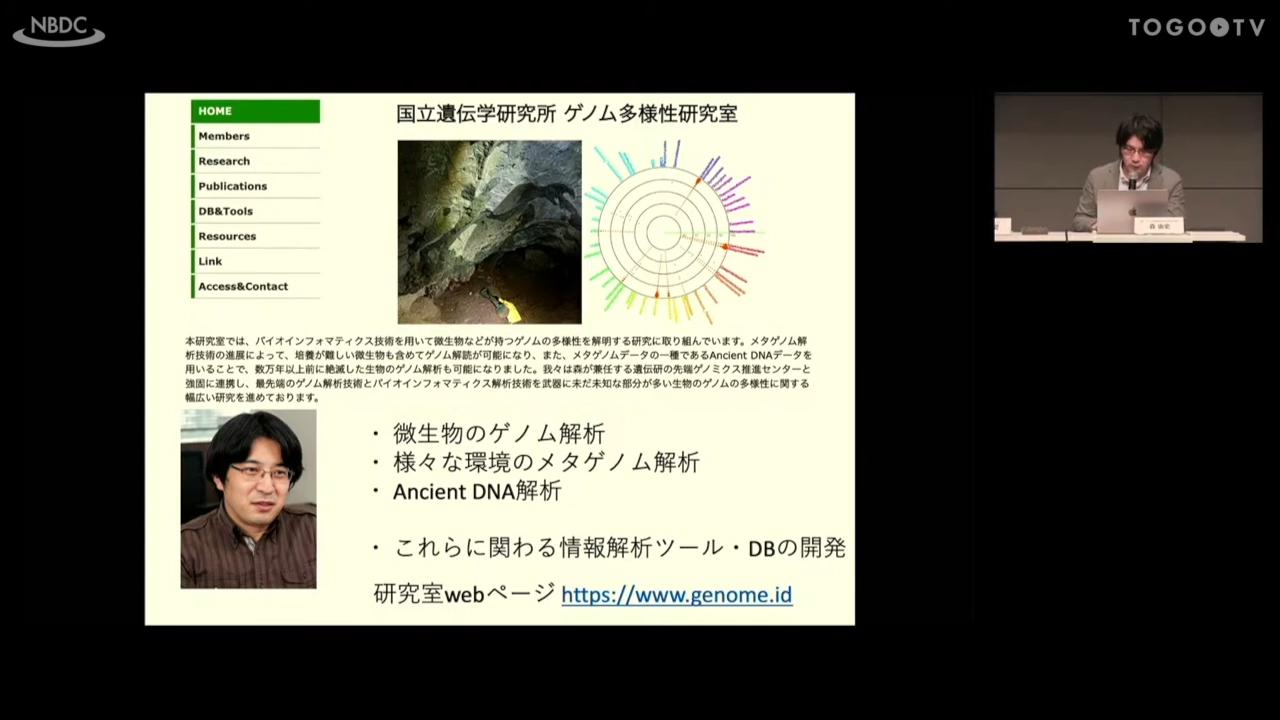 NBDC
TOGO TV
HOME
Members
Research
Publications
DB&Tools
Resources
Link
Access&Contact
国立遺伝学研究所 ゲノム多様性研究室
本研究室では、バイオインフォマティクス技術を用いて微生物などが持つゲノムの多様性を解明する研究に取り組んでいます。メタゲノム解
析技術の進展によって、培養が難しい微生物も含めてゲノム解読が可能になり、また、メタゲノムデータの一種であるAncient DNAデータを
用いることで、数万年以上前に絶滅した生物のゲノム解析も可能になりました。我々は森が兼任する遺伝研の先端ゲノミクス推進センターと
強固に連携し、最先端のゲノム解析技術とバイオインフォマティクス解析技術を武器に未だ未知な部分が多い生物のゲノムの多様性に関する
幅広い研究を進めております。
・ 微生物のゲノム解析
・ 様々な環境のメタゲノム解析
・ Ancient DNA解析
・ これらに関わる情報解析ツール・DBの開発
研究室webページ https://www.genome.id